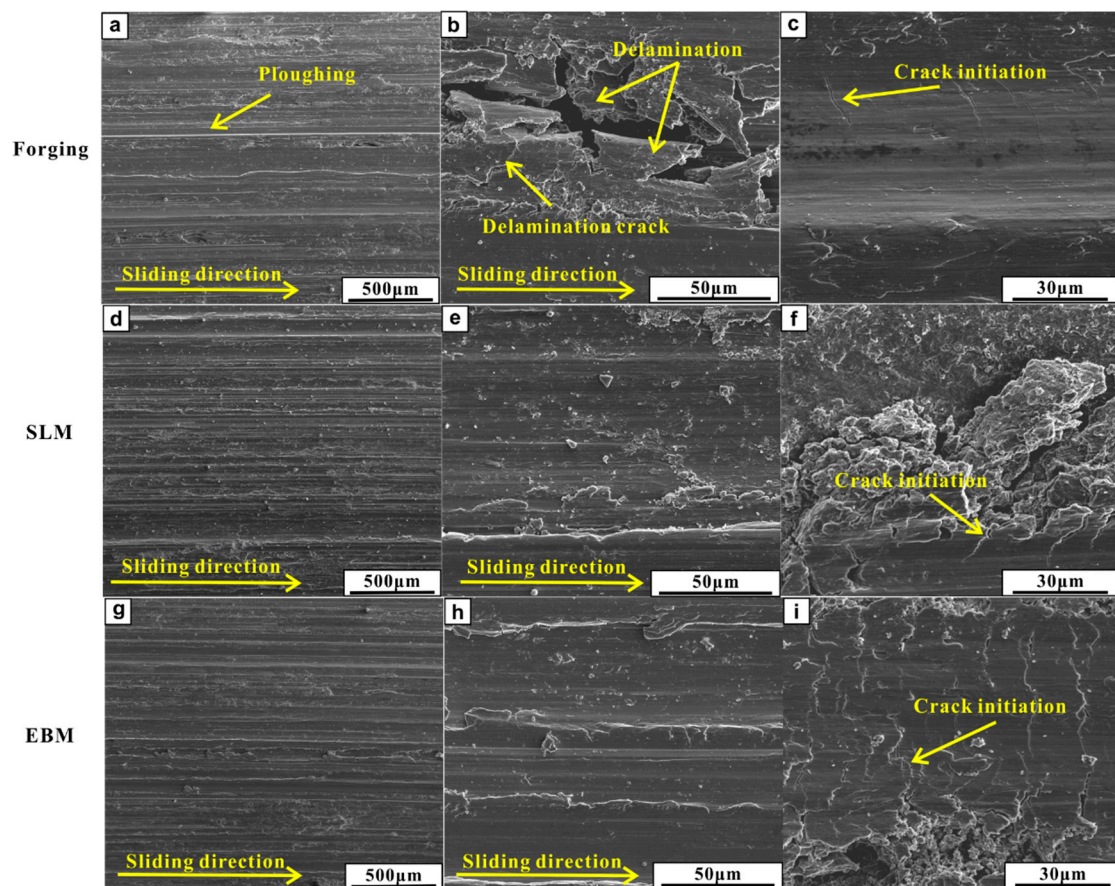 a
Ploughing
Sliding direction
500μm
b
Delamination
Delamination crack
Sliding direction
50μm
c
Crack initiation
30μm
Forging
d
Sliding direction
500μm
e
Sliding direction
50μm
f
Crack initiation
30μm
SLM
g
Sliding direction
500μm
h
Sliding direction
50μm
i
Crack initiation
30μm
EBM